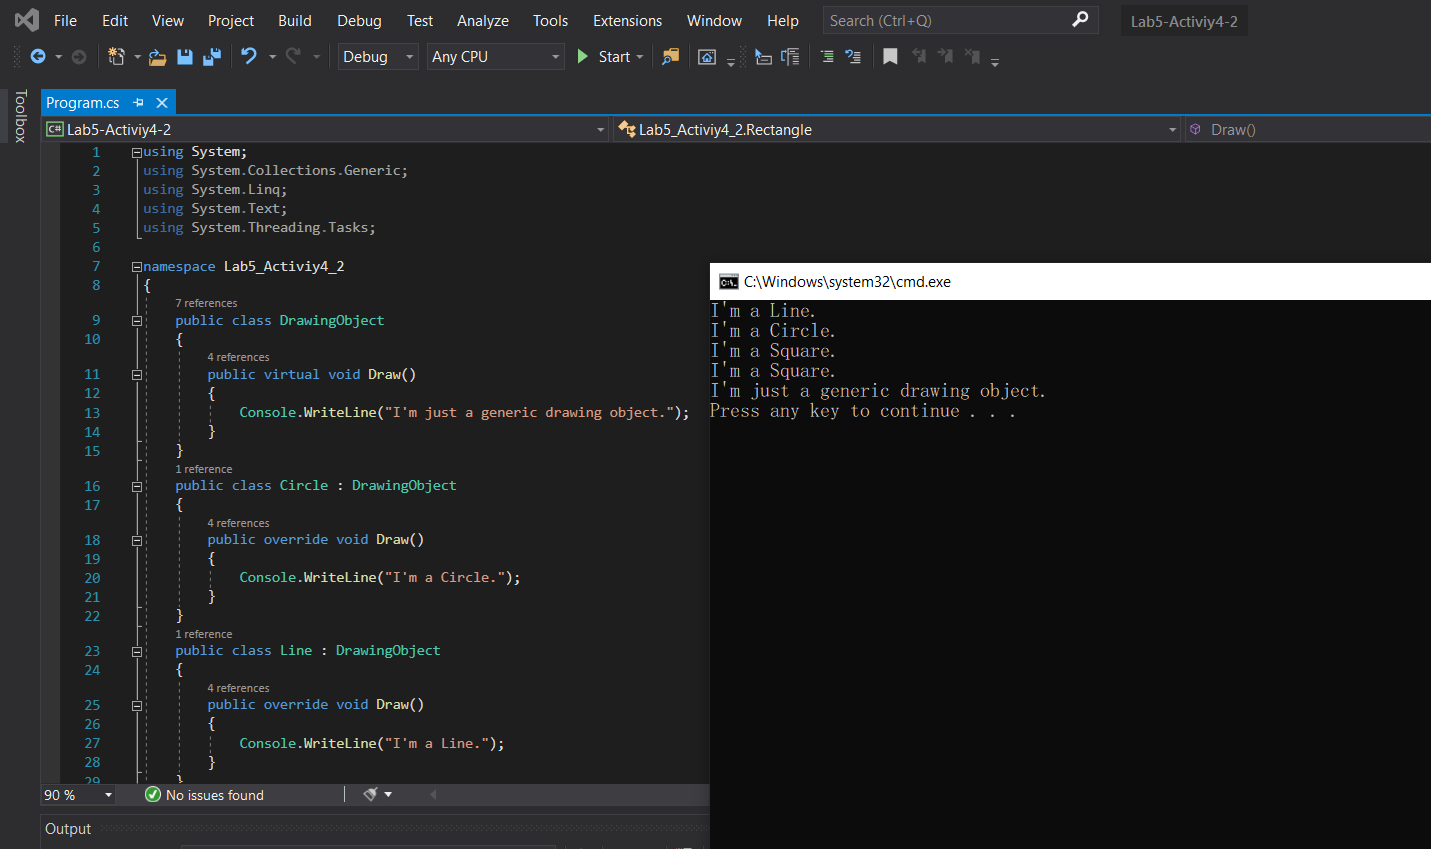 File Edit View Project Build Debug Test Analyze Tools Extensions Window Help Search (Ctrl+Q) Lab5-Activiy4-2
Debug Any CPU Start
Toolbox
Program.cs
C# Lab5-Activiy4-2 Lab5_Activiy4_2.Rectangle Draw()
1 using System;
2 using System.Collections.Generic;
3 using System.Linq;
4 using System.Text;
5 using System.Threading.Tasks;
6
7 namespace Lab5_Activiy4_2
8 {
7 references
9 public class DrawingObject
10 {
4 references
11 public virtual void Draw()
12 {
13 Console.WriteLine("I'm just a generic drawing object.");
14 }
15 }
1 reference
16 public class Circle : DrawingObject
17 {
4 references
18 public override void Draw()
19 {
20 Console.WriteLine("I'm a Circle.");
21 }
22 }
1 reference
23 public class Line : DrawingObject
24 {
4 references
25 public override void Draw()
26 {
27 Console.WriteLine("I'm a Line.");
28 }
29 }
90 % No issues found
Output
C:\Windows\system32\cmd.exe
I'm a Line.
I'm a Circle.
I'm a Square.
I'm a Square.
I'm just a generic drawing object.
Press any key to continue . . .